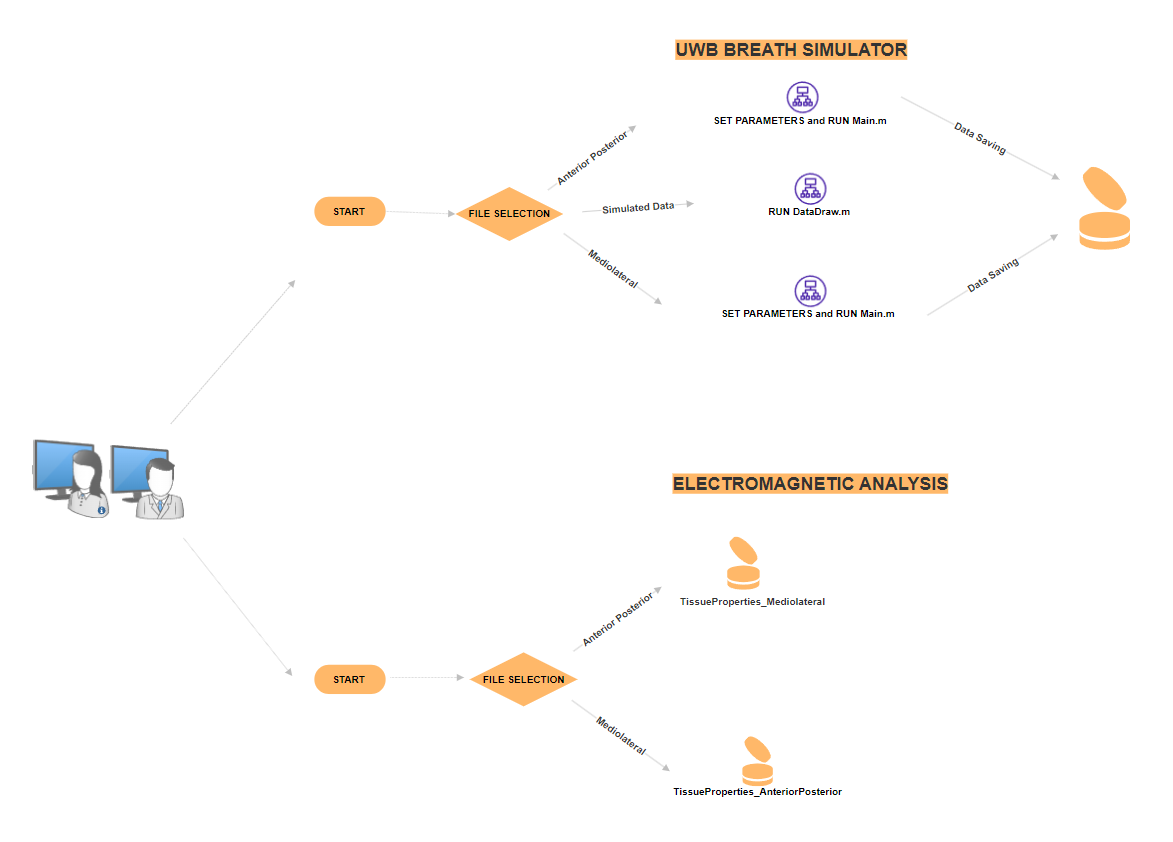 UWB BREATH SIMULATOR
SET PARAMETERS and RUN Main.m
Anterior Posterior
Data Saving
START
FILE SELECTION
Simulated Data
RUN DataDraw.m
Mediolateral
Data Saving
SET PARAMETERS and RUN Main.m
ELECTROMAGNETIC ANALYSIS
Anterior Posterior
TissueProperties_Mediolateral
START
FILE SELECTION
Mediolateral
TissueProperties_AnteriorPosterior